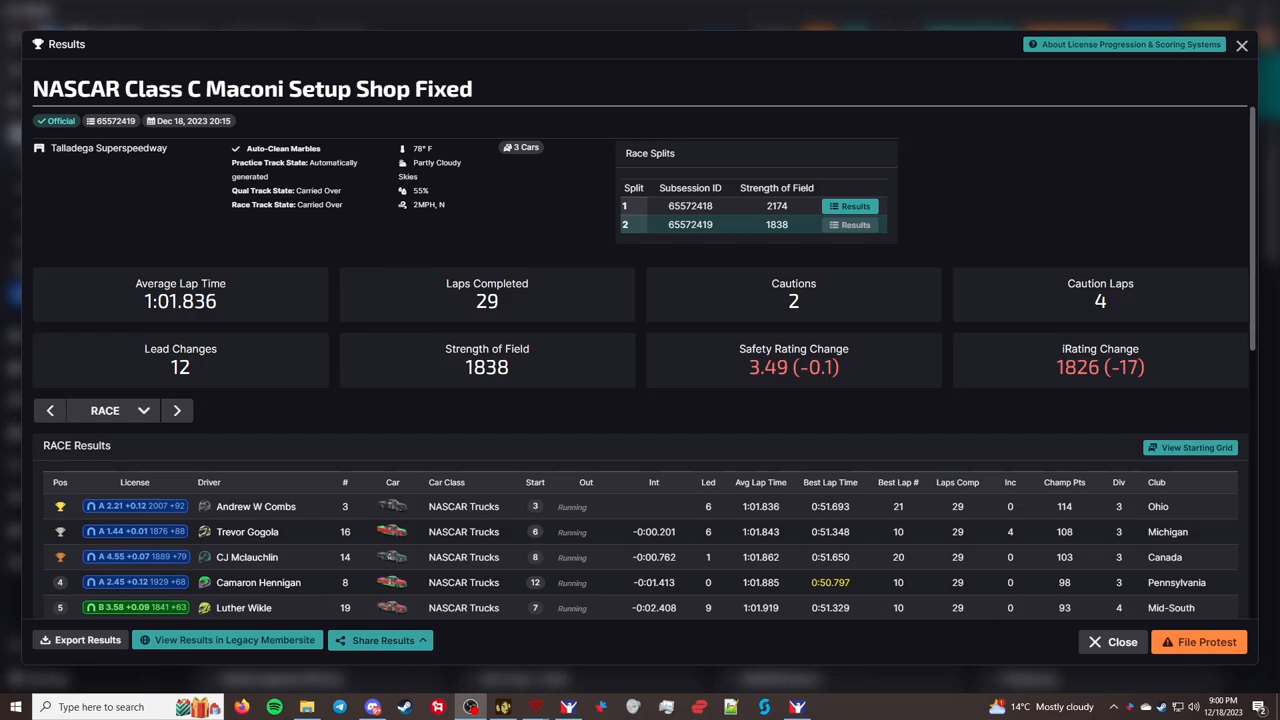 Results
About License Progression & Scoring Systems
NASCAR Class C Maconi Setup Shop Fixed
Official 65572419 Dec 18, 2023 20:15
Talladega Superspeedway
Auto-Clean Marbles
Practice Track State: Automatically
generated
Qual Track State: Carried Over
Race Track State: Carried Over
78° F
Partly Cloudy
Skies
55%
2MPH, N
3 Cars
Race Splits
Split Subsession ID Strength of Field
1 65572418 2174 Results
2 65572419 1838 Results
Average Lap Time
1:01.836
Laps Completed
29
Cautions
2
Caution Laps
4
Lead Changes
12
Strength of Field
1838
Safety Rating Change
3.49 (-0.1)
iRating Change
1826 (-17)
RACE
RACE Results
View Starting Grid
Pos License Driver # Car Car Class Start Out Int Led Avg Lap Time Best Lap Time Best Lap # Laps Comp Inc Champ Pts Div Club
A 2.21 +0.12 2007 +92 Andrew W Combs 3 NASCAR Trucks 3 Running 6 1:01.836 0:51.693 21 29 0 114 3 Ohio
A 1.44 +0.01 1876 +88 Trevor Gogola 16 NASCAR Trucks 6 Running -0:00.201 6 1:01.843 0:51.348 10 29 4 108 3 Michigan
A 4.55 +0.07 1889 +79 CJ Mclauchlin 14 NASCAR Trucks 8 Running -0:00.762 1 1:01.862 0:51.650 20 29 0 103 3 Canada
4 A 2.45 +0.12 1929 +68 Camaron Hennigan 8 NASCAR Trucks 12 Running -0:01.413 0 1:01.885 0:50.797 10 29 0 98 3 Pennsylvania
5 B 3.58 +0.09 1841 +63 Luther Wikle 19 NASCAR Trucks 7 Running -0:02.408 9 1:01.919 0:51.329 10 29 0 93 4 Mid-South
Export Results View Results in Legacy Membersite Share Results Close File Protest
Type here to search
14°C Mostly cloudy
9:00 PM
12/18/2023